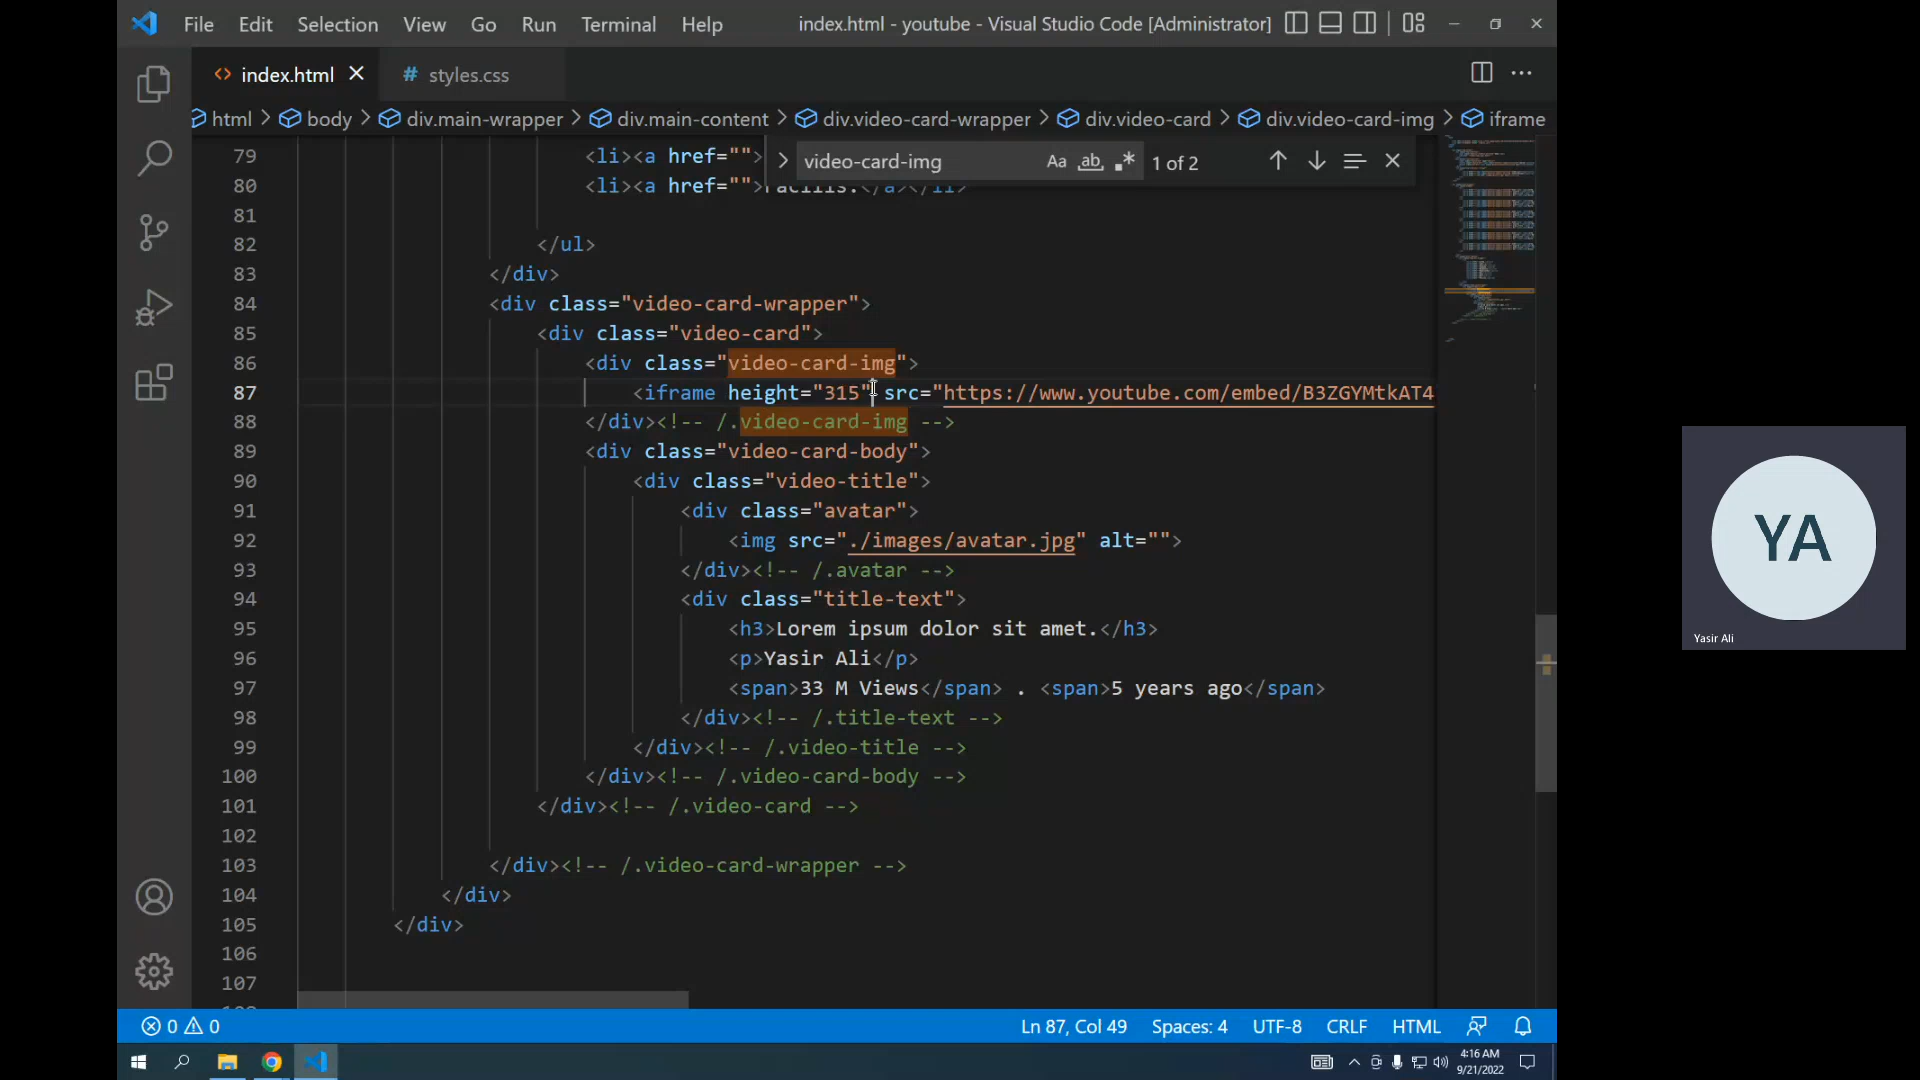 File Edit Selection View Go Run Terminal Help index.html - youtube - Visual Studio Code [Administrator]
<> index.html # styles.css
html > body > div.main-wrapper > div.main-content > div.video-card-wrapper > div.video-card > div.video-card-img > iframe
video-card-img Aa ab 1 of 2
79 <li><a href="">
80 <li><a href="">Facilis.</a></li>
81
82 </ul>
83 </div>
84 <div class="video-card-wrapper">
85 <div class="video-card">
86 <div class="video-card-img">
87 <iframe height="315" src="https://www.youtube.com/embed/B3ZGYMtkAT4
88 </div><!-- /.video-card-img -->
89 <div class="video-card-body">
90 <div class="video-title">
91 <div class="avatar">
92 <img src="./images/avatar.jpg" alt="">
93 </div><!-- /.avatar -->
94 <div class="title-text">
95 <h3>Lorem ipsum dolor sit amet.</h3>
96 <p>Yasir Ali</p>
97 <span>33 M Views</span> . <span>5 years ago</span>
98 </div><!-- /.title-text -->
99 </div><!-- /.video-title -->
100 </div><!-- /.video-card-body -->
101 </div><!-- /.video-card -->
102
103 </div><!-- /.video-card-wrapper -->
104 </div>
105 </div>
106
107
YA
Yasir Ali
0 0 Ln 87, Col 49 Spaces: 4 UTF-8 CRLF HTML
4:16 AM
9/21/2022